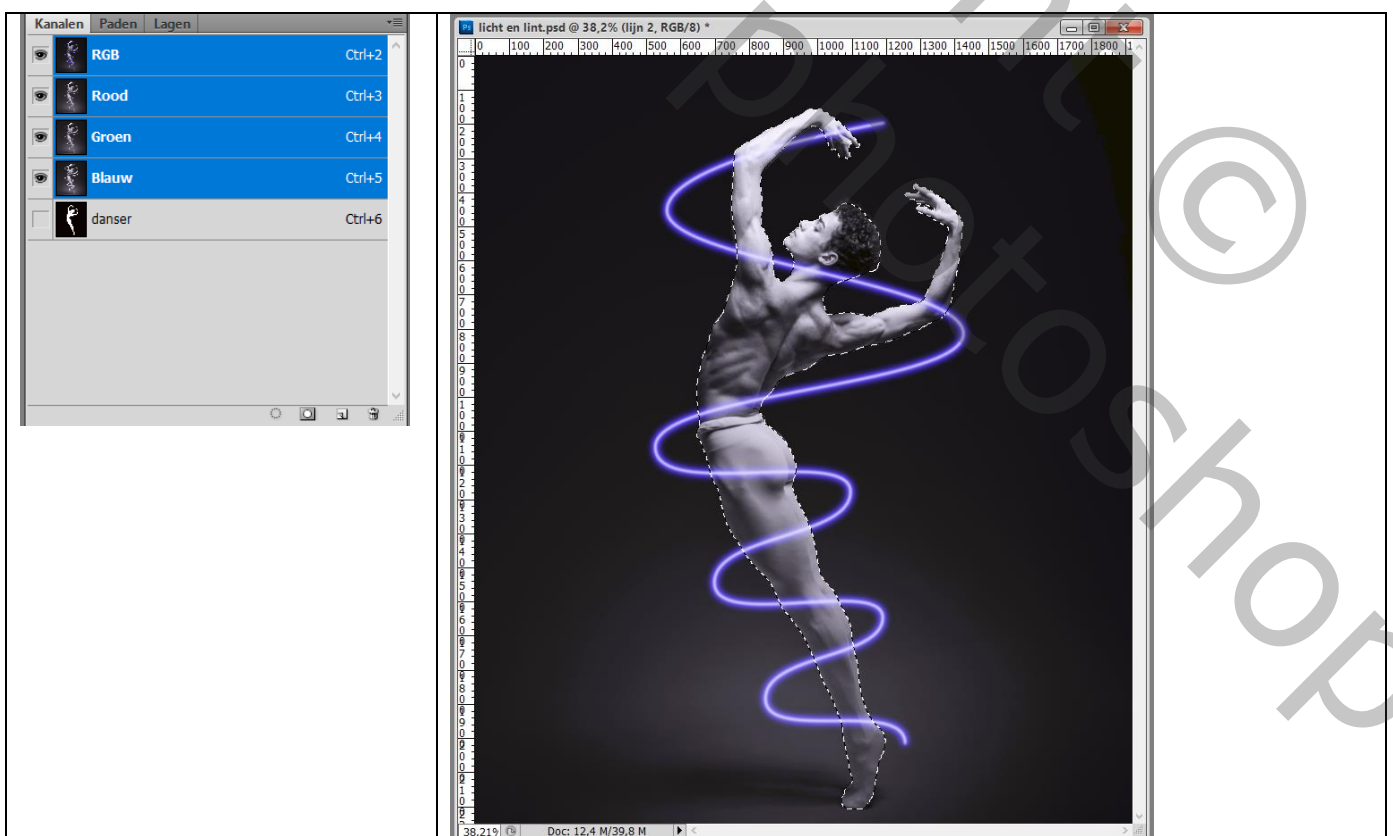 Kanalen Paden Lagen
RGB Ctrl+2
Rood Ctrl+3
Groen Ctrl+4
Blauw Ctrl+5
danser Ctrl+6
Ps licht en lint.psd @ 38,2% (lijn 2, RGB/8) *
0 100 200 300 400 500 600 700 800 900 1000 1100 1200 1300 1400 1500 1600 1700 1800
38,21% Doc: 12,4 M/39,8 M
©
photoshop